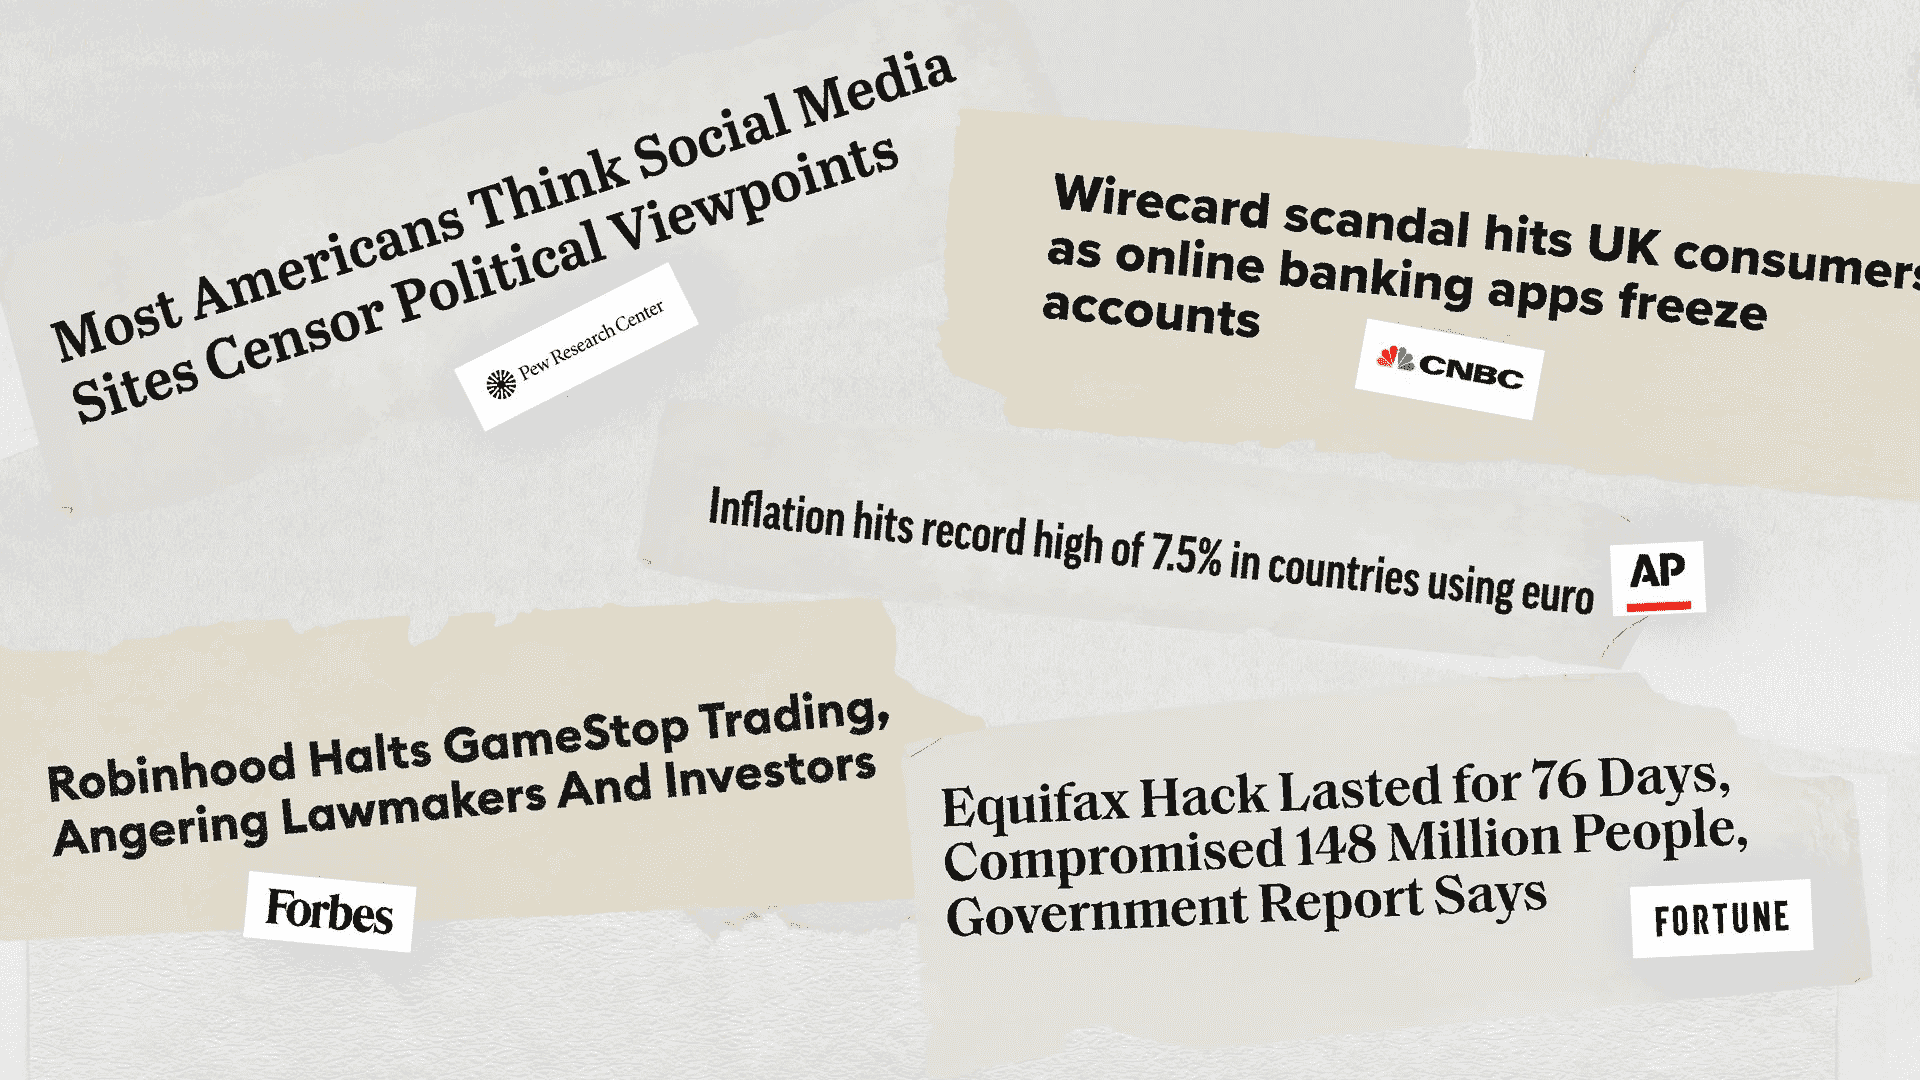 Most Americans Think Social Media
Sites Censor Political Viewpoints
Pew Research Center
Wirecard scandal hits UK consumers
as online banking apps freeze
accounts
CNBC
Inflation hits record high of 7.5% in countries using euro
AP
Robinhood Halts GameStop Trading,
Angering Lawmakers And Investors
Forbes
Equifax Hack Lasted for 76 Days,
Compromised 148 Million People,
Government Report Says
FORTUNE